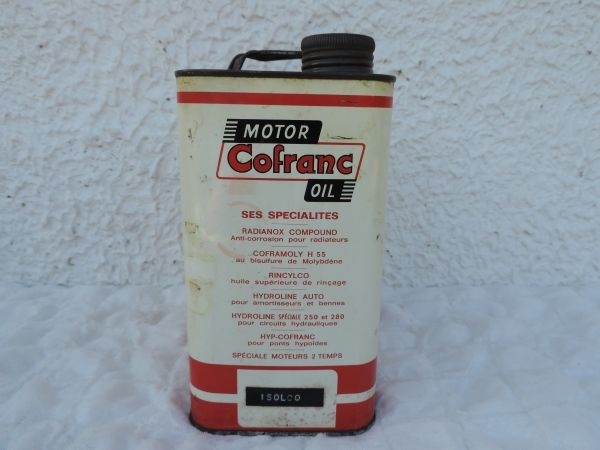 MOTOR
Cofranc
OIL
SES SPECIALITES
RADIANOX COMPOUND
Anti-corrosion pour radiateurs
COFRAMOLY H 55
au bisulfure de Molybdène
RINCYLCO
huile supérieure de rinçage
HYDROLINE AUTO
pour amortisseurs et bennes
HYDROLINE SPÉCIALE 250 et 280
pour circuits hydrauliques
HYP-COFRANC
pour ponts hypoïdes
SPÉCIALE MOTEURS 2 TEMPS
ISOLCO